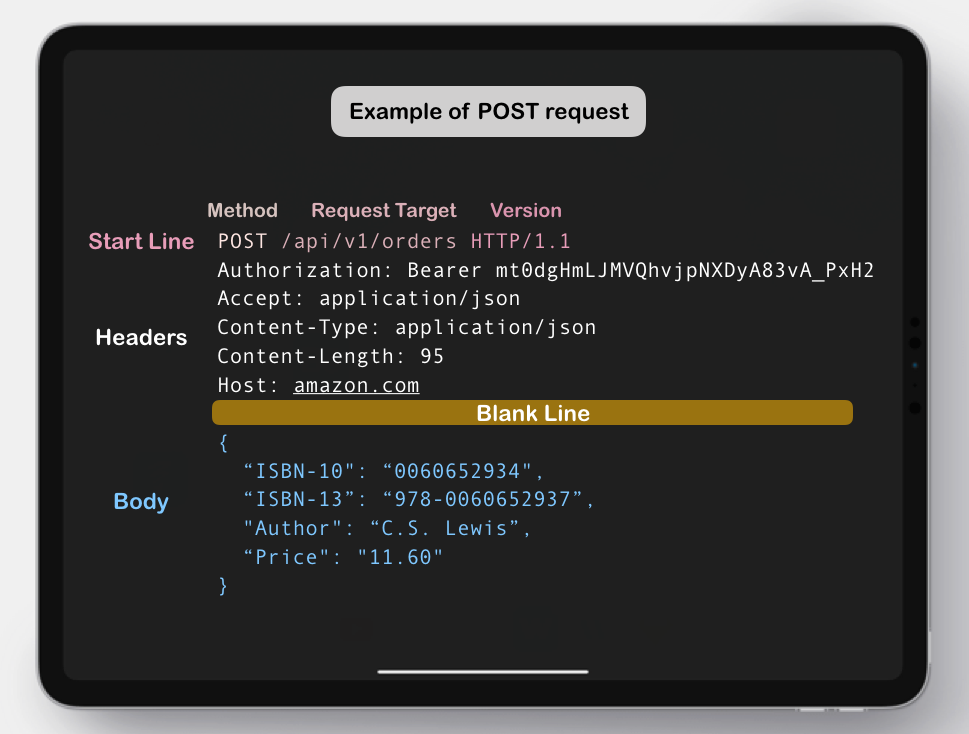 Example of POST request
Method Request Target Version
Start Line POST /api/v1/orders HTTP/1.1
Authorization: Bearer mt0dgHmLJMVQhvjpNXDyA83vA_PxH2
Accept: application/json
Headers Content-Type: application/json
Content-Length: 95
Host: amazon.com
Blank Line
{
“ISBN-10": “0060652934",
Body “ISBN-13”: “978-0060652937”,
"Author": “C.S. Lewis”,
“Price": "11.60"
}